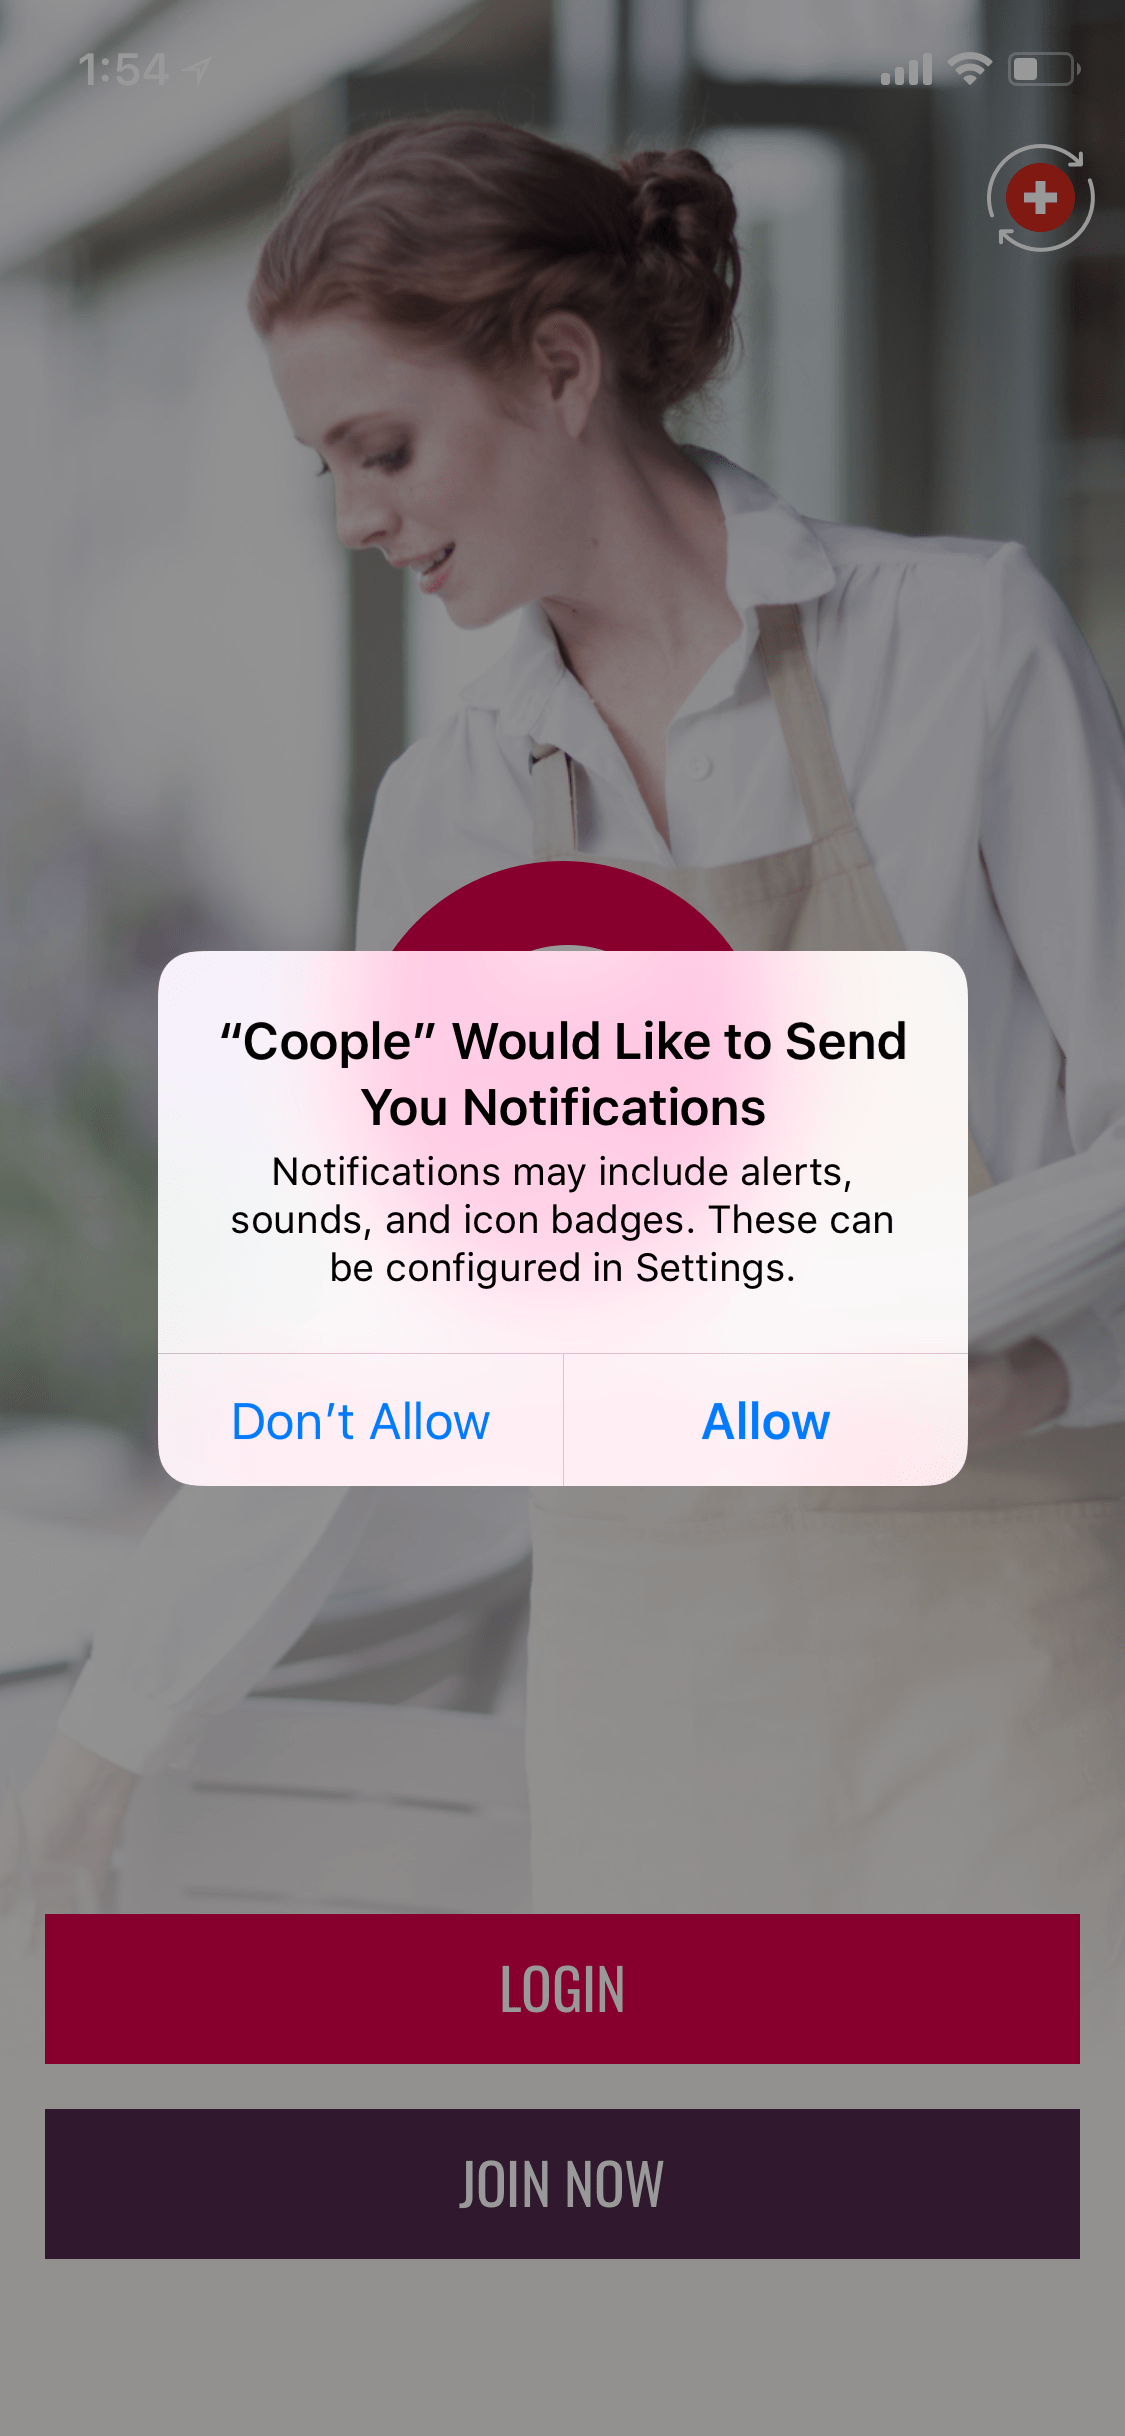 1:54
“Coople” Would Like to Send
You Notifications
Notifications may include alerts,
sounds, and icon badges. These can
be configured in Settings.
Don’t Allow
Allow
LOGIN
JOIN NOW